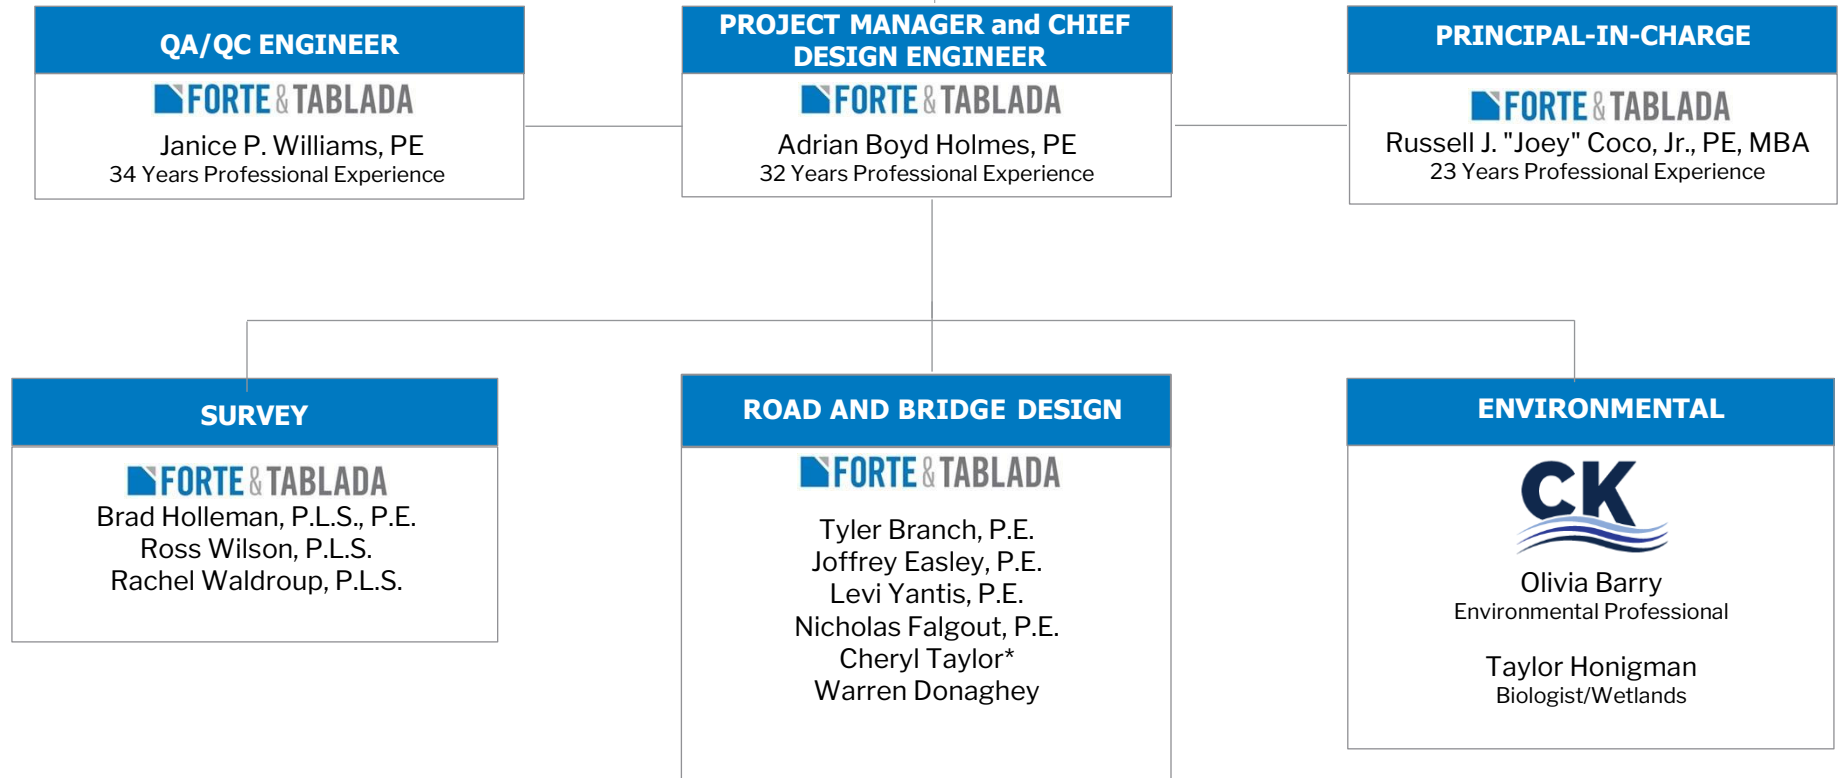 QA/QC ENGINEER
FORTE & TABLADA
Janice P. Williams, PE
34 Years Professional Experience
PROJECT MANAGER and CHIEF
DESIGN ENGINEER
FORTE & TABLADA
Adrian Boyd Holmes, PE
32 Years Professional Experience
PRINCIPAL-IN-CHARGE
FORTE & TABLADA
Russell J. "Joey" Coco, Jr., PE, MBA
23 Years Professional Experience
SURVEY
FORTE & TABLADA
Brad Holleman, P.L.S., P.E.
Ross Wilson, P.L.S.
Rachel Waldroup, P.L.S.
ROAD AND BRIDGE DESIGN
FORTE & TABLADA
Tyler Branch, P.E.
Joffrey Easley, P.E.
Levi Yantis, P.E.
Nicholas Falgout, P.E.
Cheryl Taylor*
Warren Donaghey
ENVIRONMENTAL
CK
Olivia Barry
Environmental Professional
Taylor Honigman
Biologist/Wetlands